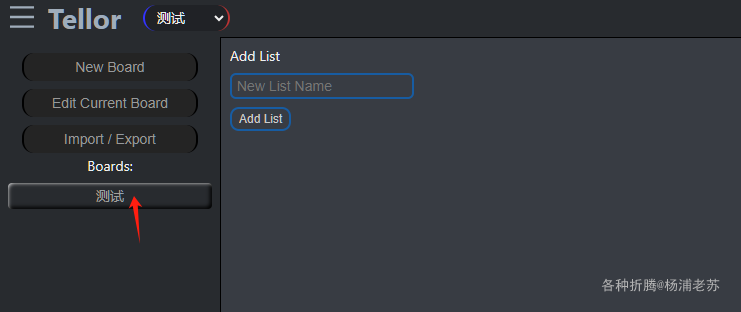 Tellor
测试
New Board
Edit Current Board
Import / Export
Boards:
测试
Add List
New List Name
Add List
各种折腾@杨浦老苏